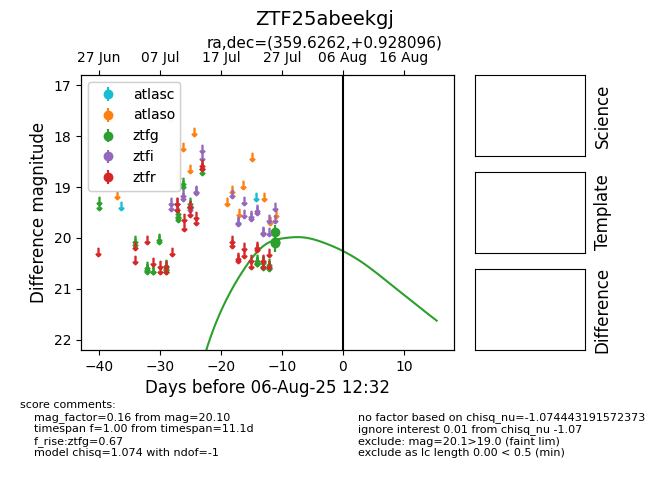 ZTF25abeekgj
ra,dec=(359.6262,+0.928096)
27 Jun 07 Jul 17 Jul 27 Jul 06 Aug 16 Aug
17
18
19
20
21
22
Difference magnitude
atlasc
atlaso
ztfg
ztfi
ztfr
−40 −30 −20 −10 0 10
Days before 06-Aug-25 12:32
Science
Template
Difference
score comments:
mag_factor=0.16 from mag=20.10
timespan f=1.00 from timespan=11.1d
f_rise:ztfg=0.67
model chisq=1.074 with ndof=-1
no factor based on chisq_nu=-1.074443191572373
ignore interest 0.01 from chisq_nu -1.07
exclude: mag=20.1>19.0 (faint lim)
exclude as lc length 0.00 < 0.5 (min)